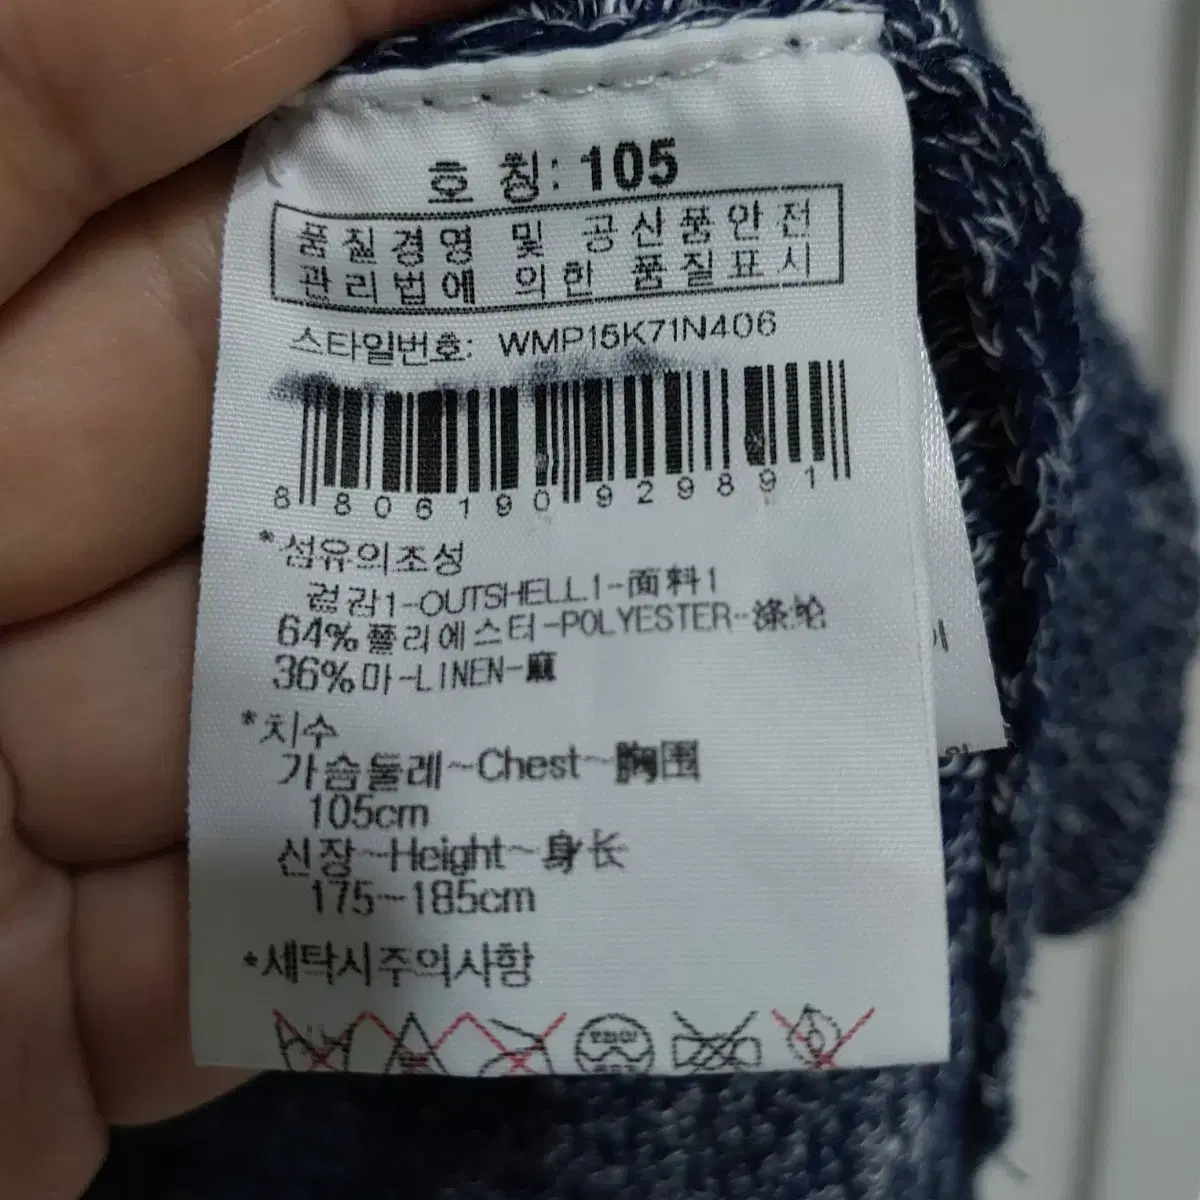 호 칭: 105
품질경영 및 공산품안전
관리법에 의한 품질표시
스타일번호: WMP15K71N406
8 806190 929891
*섬유의조성
겉감1-OUTSHELL1-面料1
64%폴리에스터-POLYESTER-涤纶
36%마-LINEN-麻
*치수
가슴둘레~Chest~胸围
105cm
신장~Height~身长
175~185cm
*세탁시주의사항